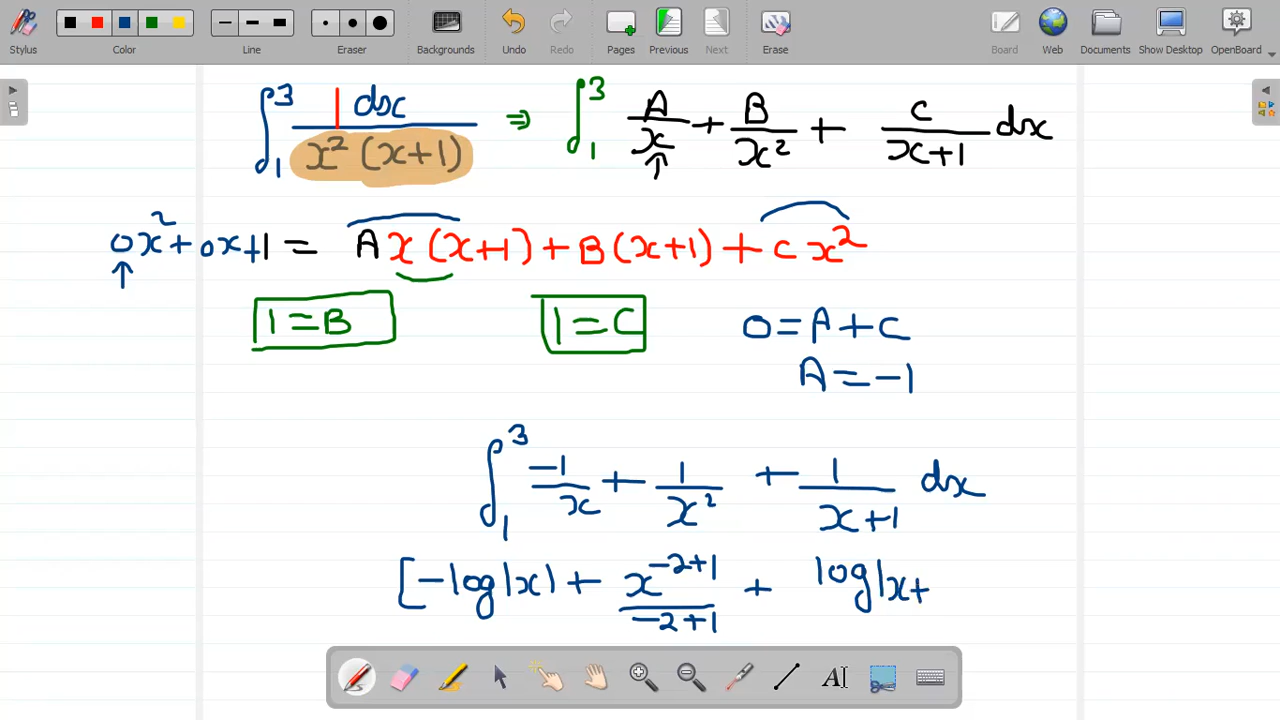 Stylus Color Line Eraser Backgrounds Undo Redo Pages Previous Next Erase Board Web Documents Show Desktop OpenBoard
∫₁³ 1 dx / x² (x+1) ⇒ ∫₁³ A/x + B/x² + C/x+1 dx
0x² + 0x + 1 = A x (x+1) + B (x+1) + C x²
1 = B 1 = C 0 = A + C
A = -1
∫₁³ -1/x + 1/x² + 1/x+1 dx
[-log|x| + x^-2+1 / -2+1 + log|x+